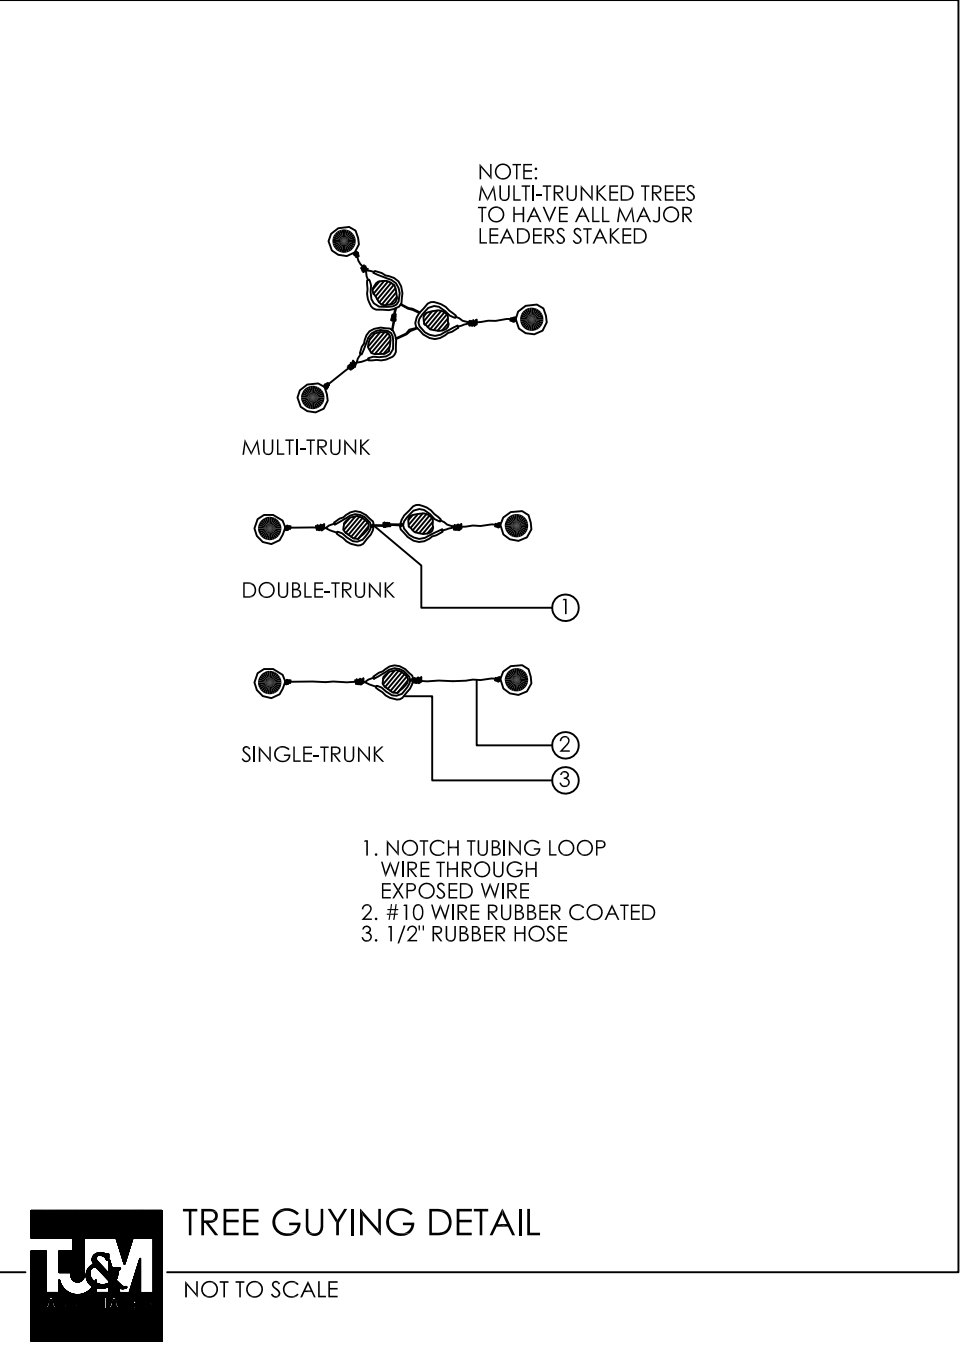 NOTE:
MULTI-TRUNKED TREES
TO HAVE ALL MAJOR
LEADERS STAKED
MULTI-TRUNK
DOUBLE-TRUNK
1
SINGLE-TRUNK
2
3
1. NOTCH TUBING LOOP
WIRE THROUGH
EXPOSED WIRE
2. #10 WIRE RUBBER COATED
3. 1/2" RUBBER HOSE
TREE GUYING DETAIL
TJ&M
NOT TO SCALE